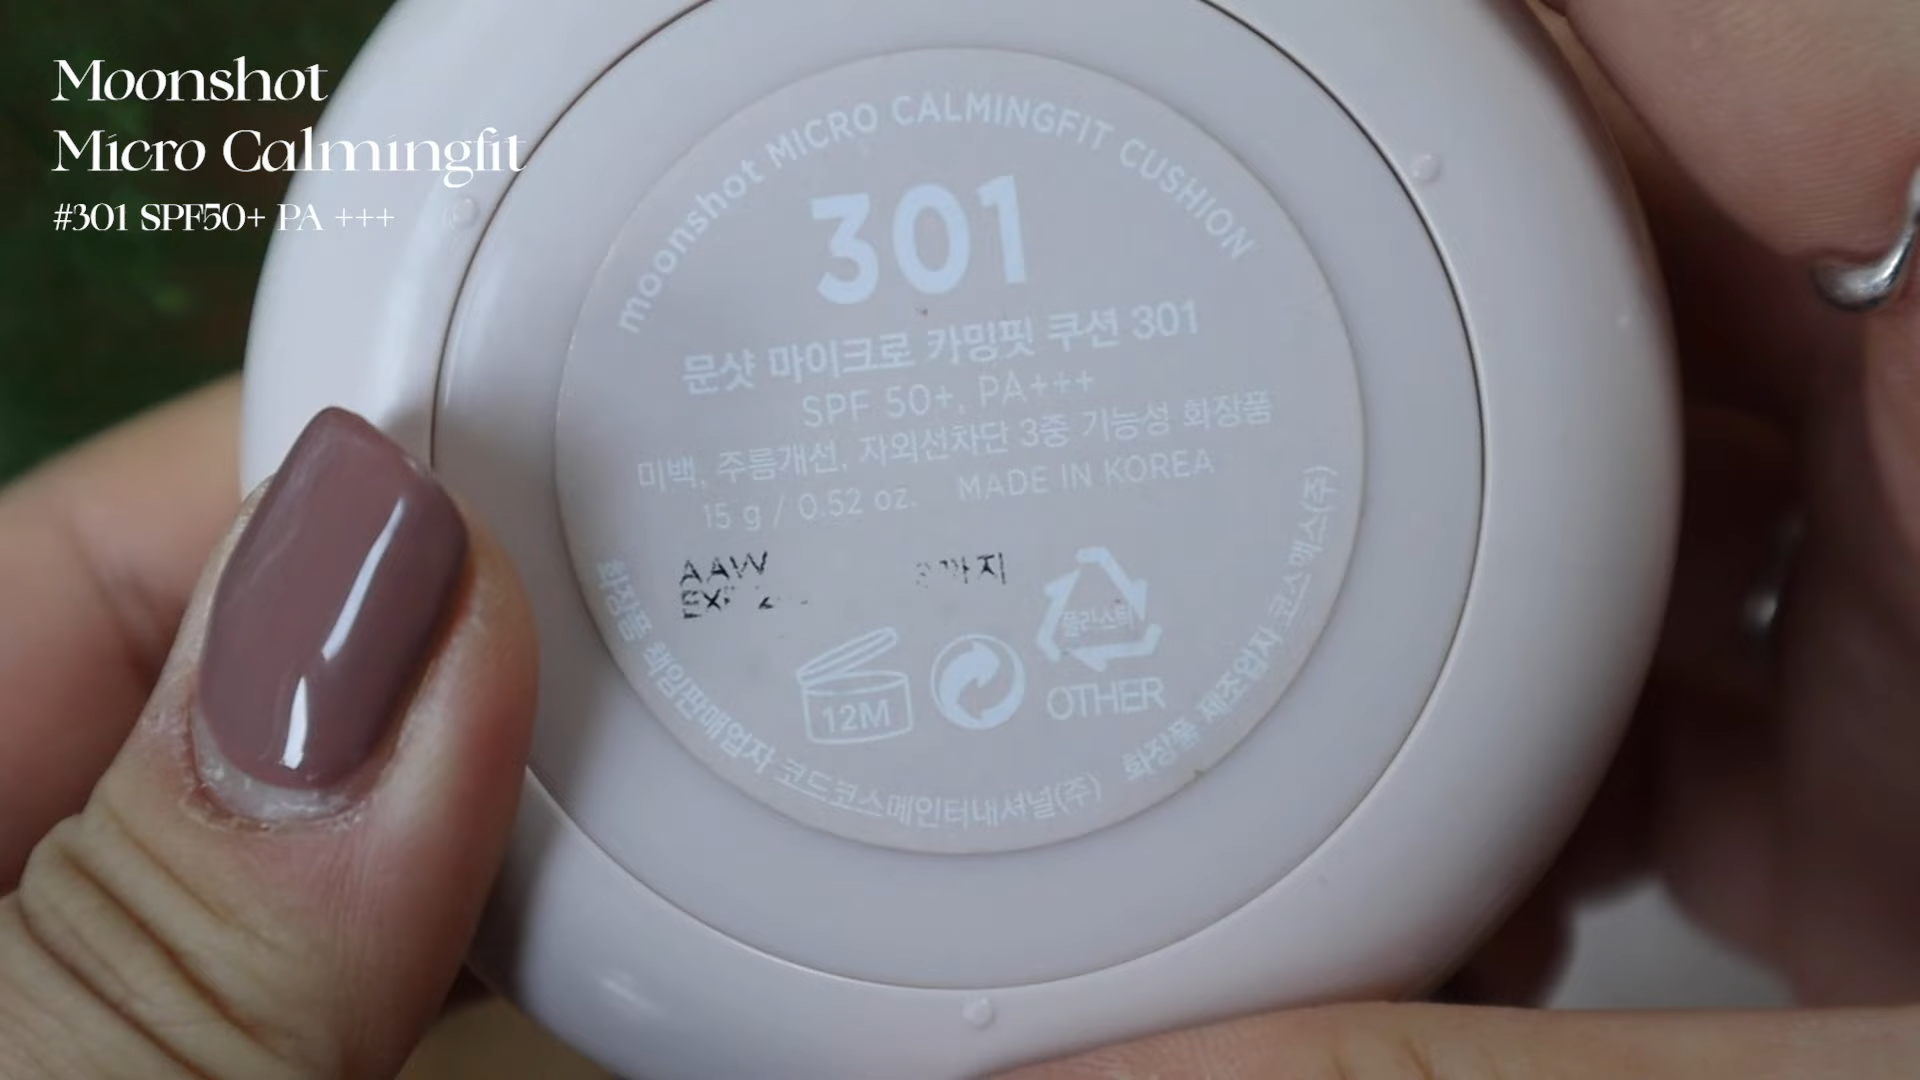 Moonshot
Micro Calmingfit
#301 SPF50+ PA +++
moonshot MICRO CALMINGFIT CUSHION
301
문샷 마이크로 카밍핏 쿠션 301
SPF 50+, PA+++
미백, 주름개선, 자외선차단 3중 기능성 화장품
15 g / 0.52 oz. MADE IN KOREA
AAW
까지
플라스틱
12M
OTHER
화장품 책임판매업자 코드코스메인터내셔널(주) 화장품 제조업자 코스맥스(주)